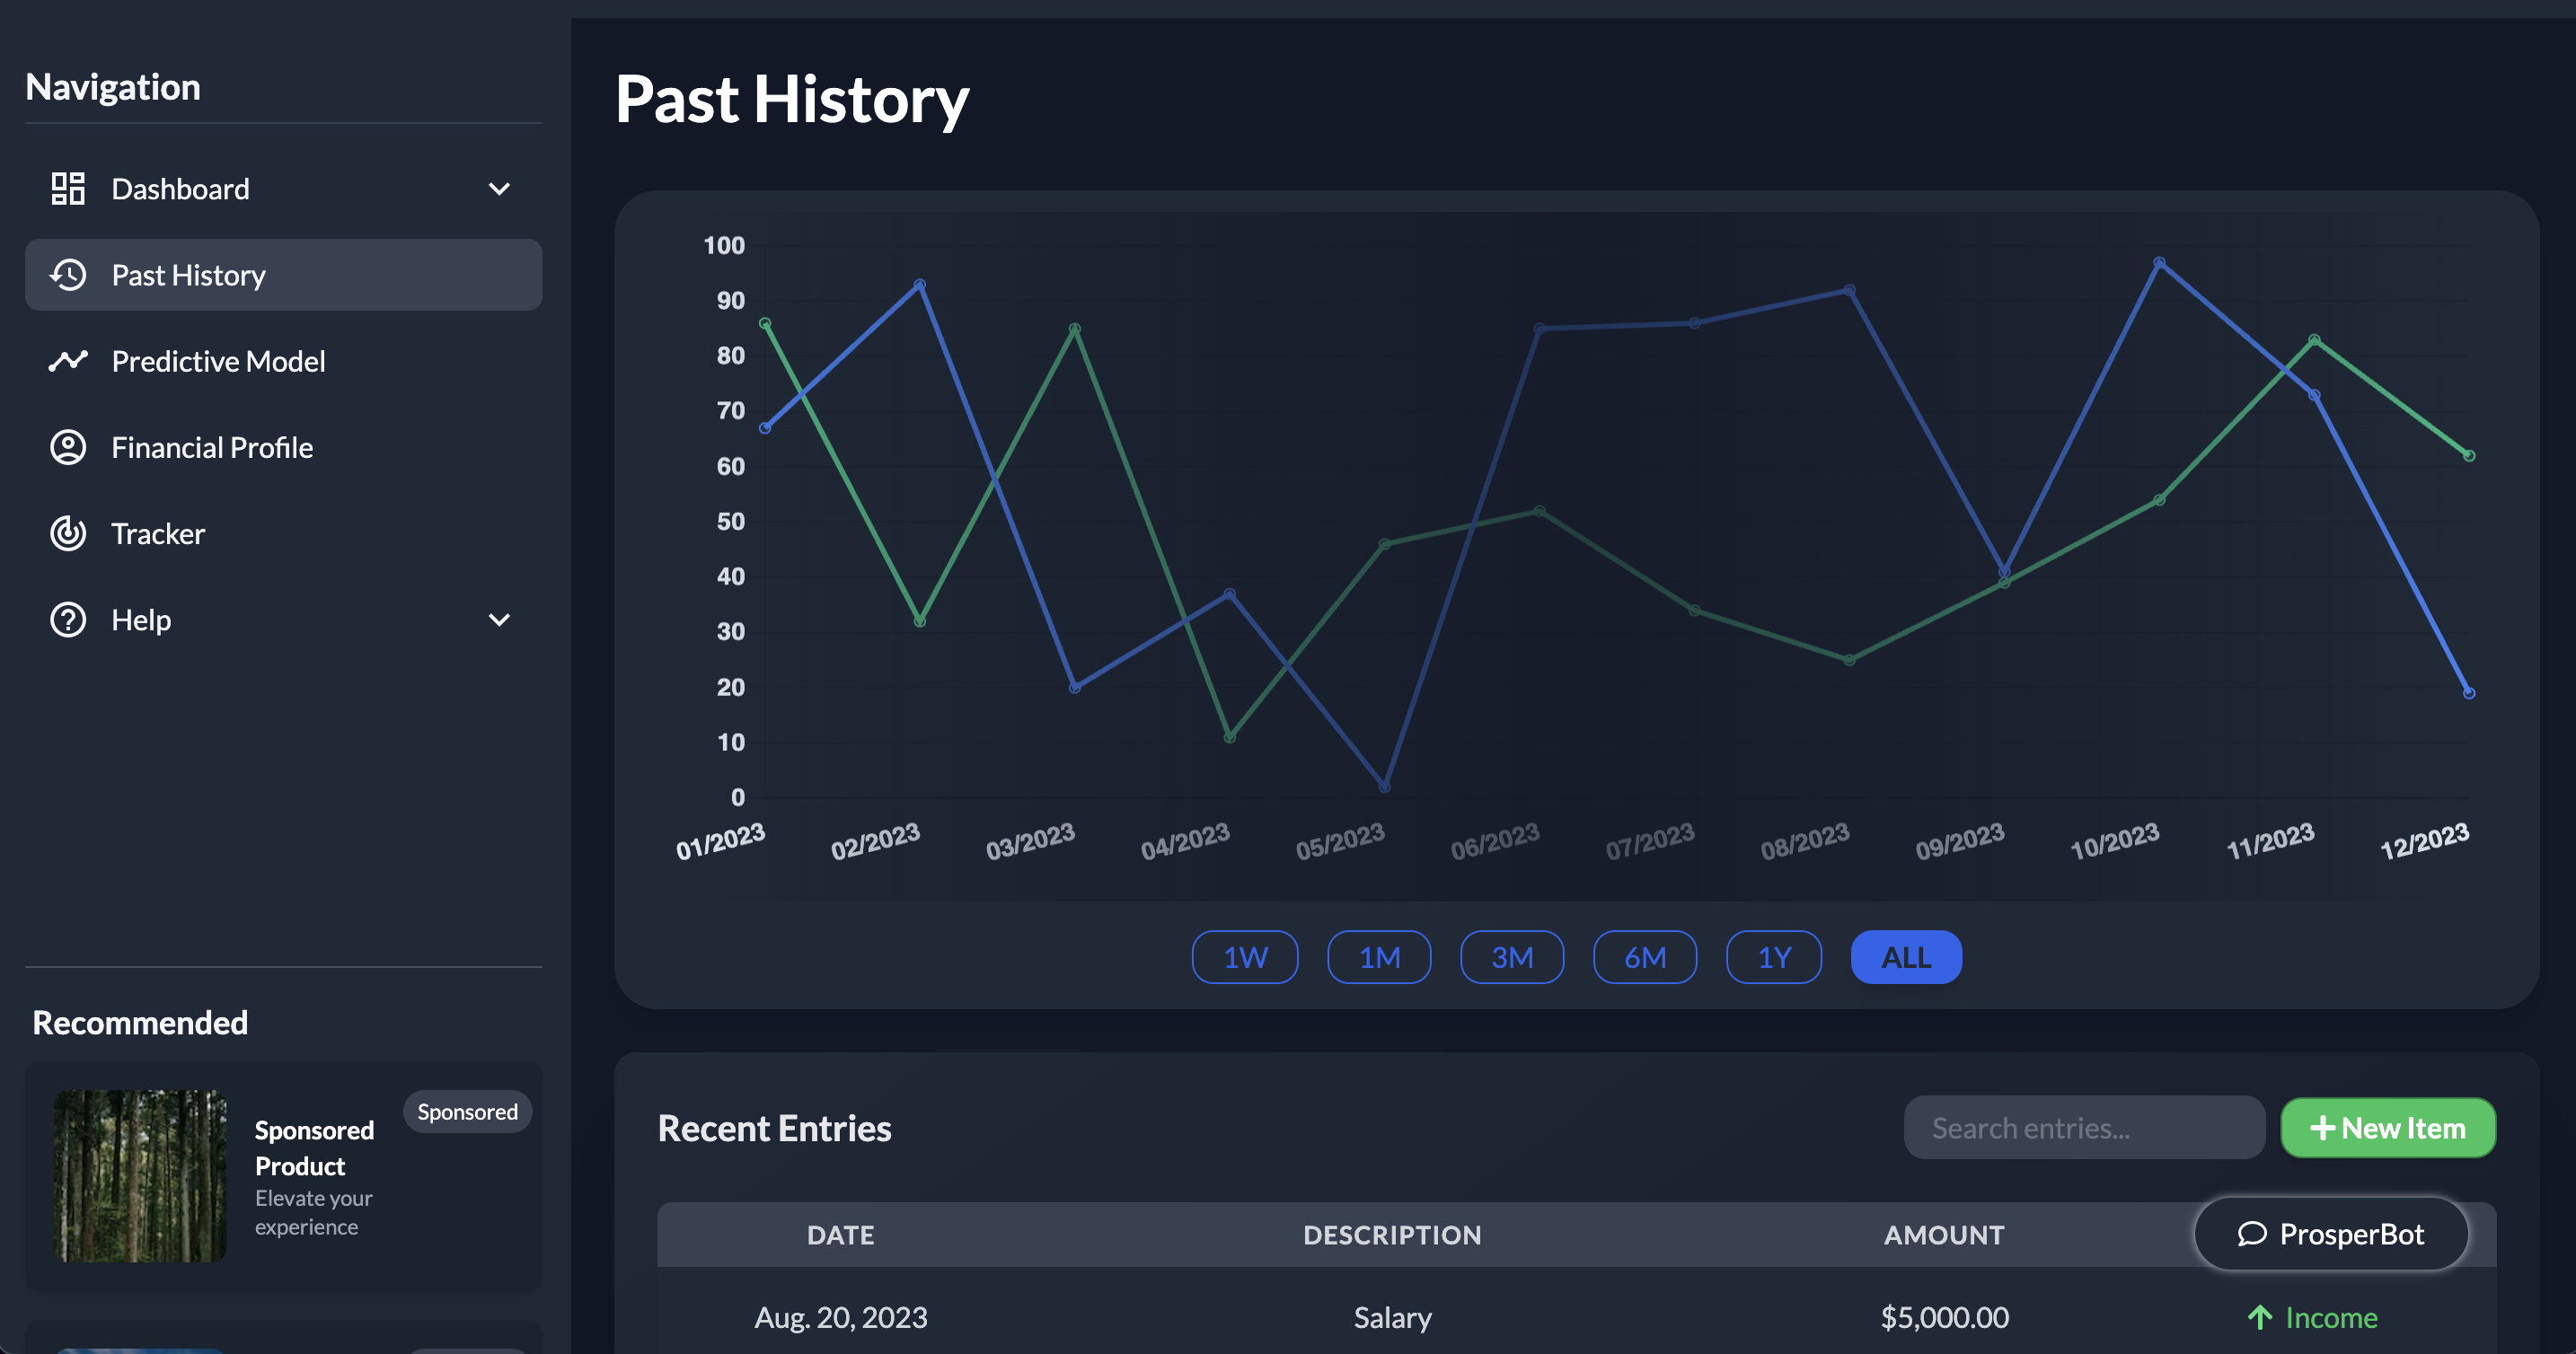 Navigation
Dashboard
Past History
Predictive Model
Financial Profile
Tracker
Help
Recommended
Sponsored
Sponsored
Product
Elevate your
experience
Past History
100
90
80
70
60
50
40
30
20
10
0
01/2023 02/2023 03/2023 04/2023 05/2023 06/2023 07/2023 08/2023 09/2023 10/2023 11/2023 12/2023
1W 1M 3M 6M 1Y ALL
Recent Entries Search entries... New Item
DATE DESCRIPTION AMOUNT ProsperBot
Aug. 20, 2023 Salary $5,000.00 Income